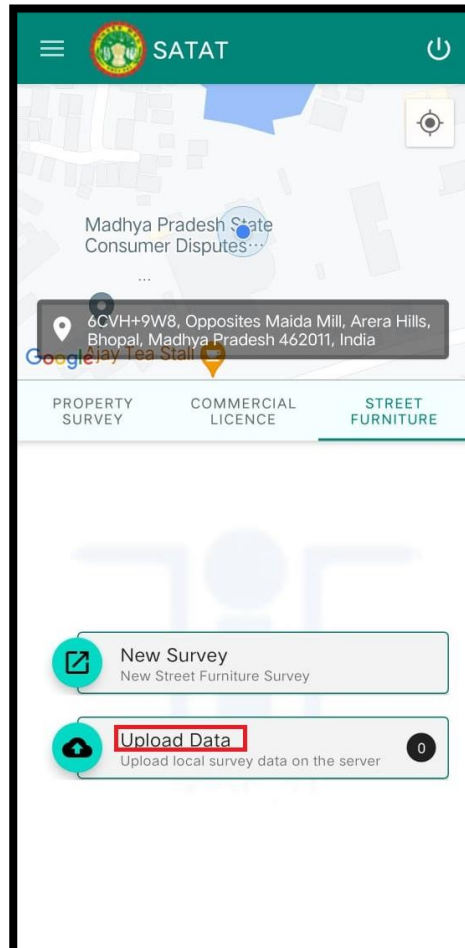 SATAT
Madhya Pradesh State
Consumer Disputes...
...
6CVH+9W8, Opposites Maida Mill, Arera Hills,
Bhopal, Madhya Pradesh 462011, India
Google
Ajay Tea Stall
PROPERTY
SURVEY
COMMERCIAL
LICENCE
STREET
FURNITURE
New Survey
New Street Furniture Survey
Upload Data
Upload local survey data on the server
0